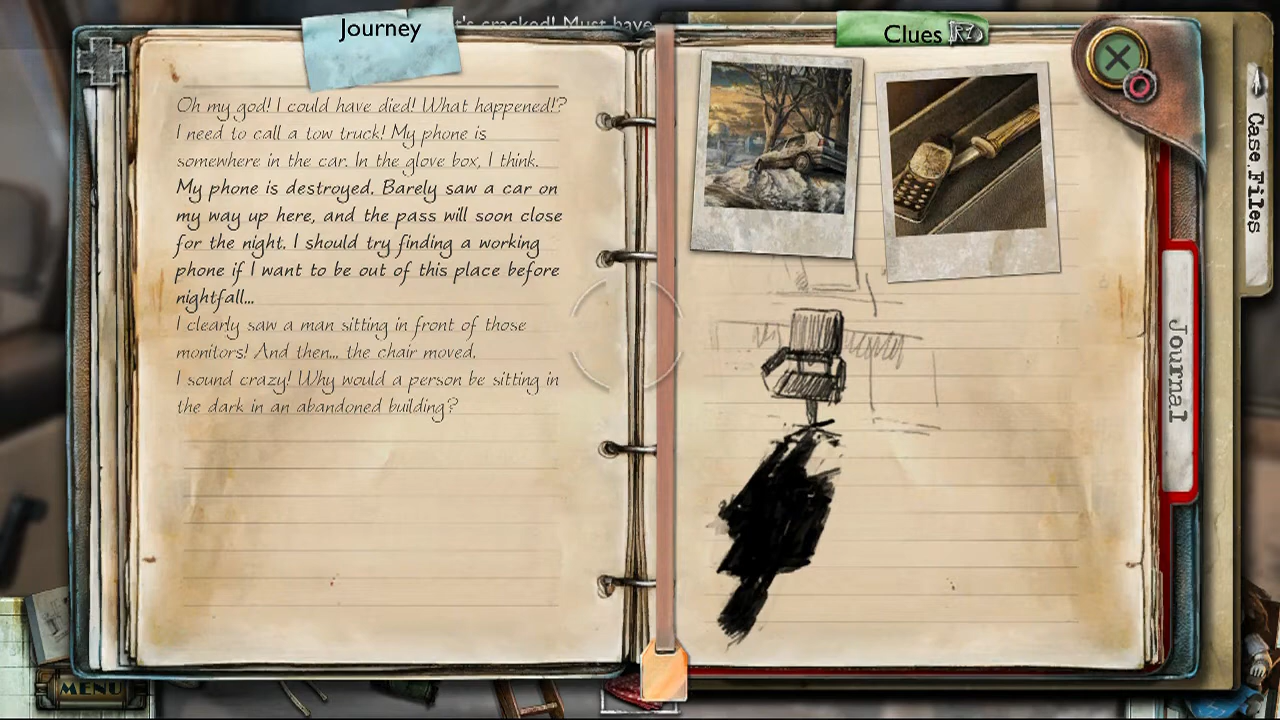 Journey
's cracked! Must have
Clues R2
Oh my god! I could have died! What happened!?
I need to call a tow truck! My phone is
somewhere in the car. In the glove box, I think.
My phone is destroyed. Barely saw a car on
my way up here, and the pass will soon close
for the night. I should try finding a working
phone if I want to be out of this place before
nightfall...
I clearly saw a man sitting in front of those
monitors! And then... the chair moved.
I sound crazy! Why would a person be sitting in
the dark in an abandoned building?
Case Files
Journal
MENU